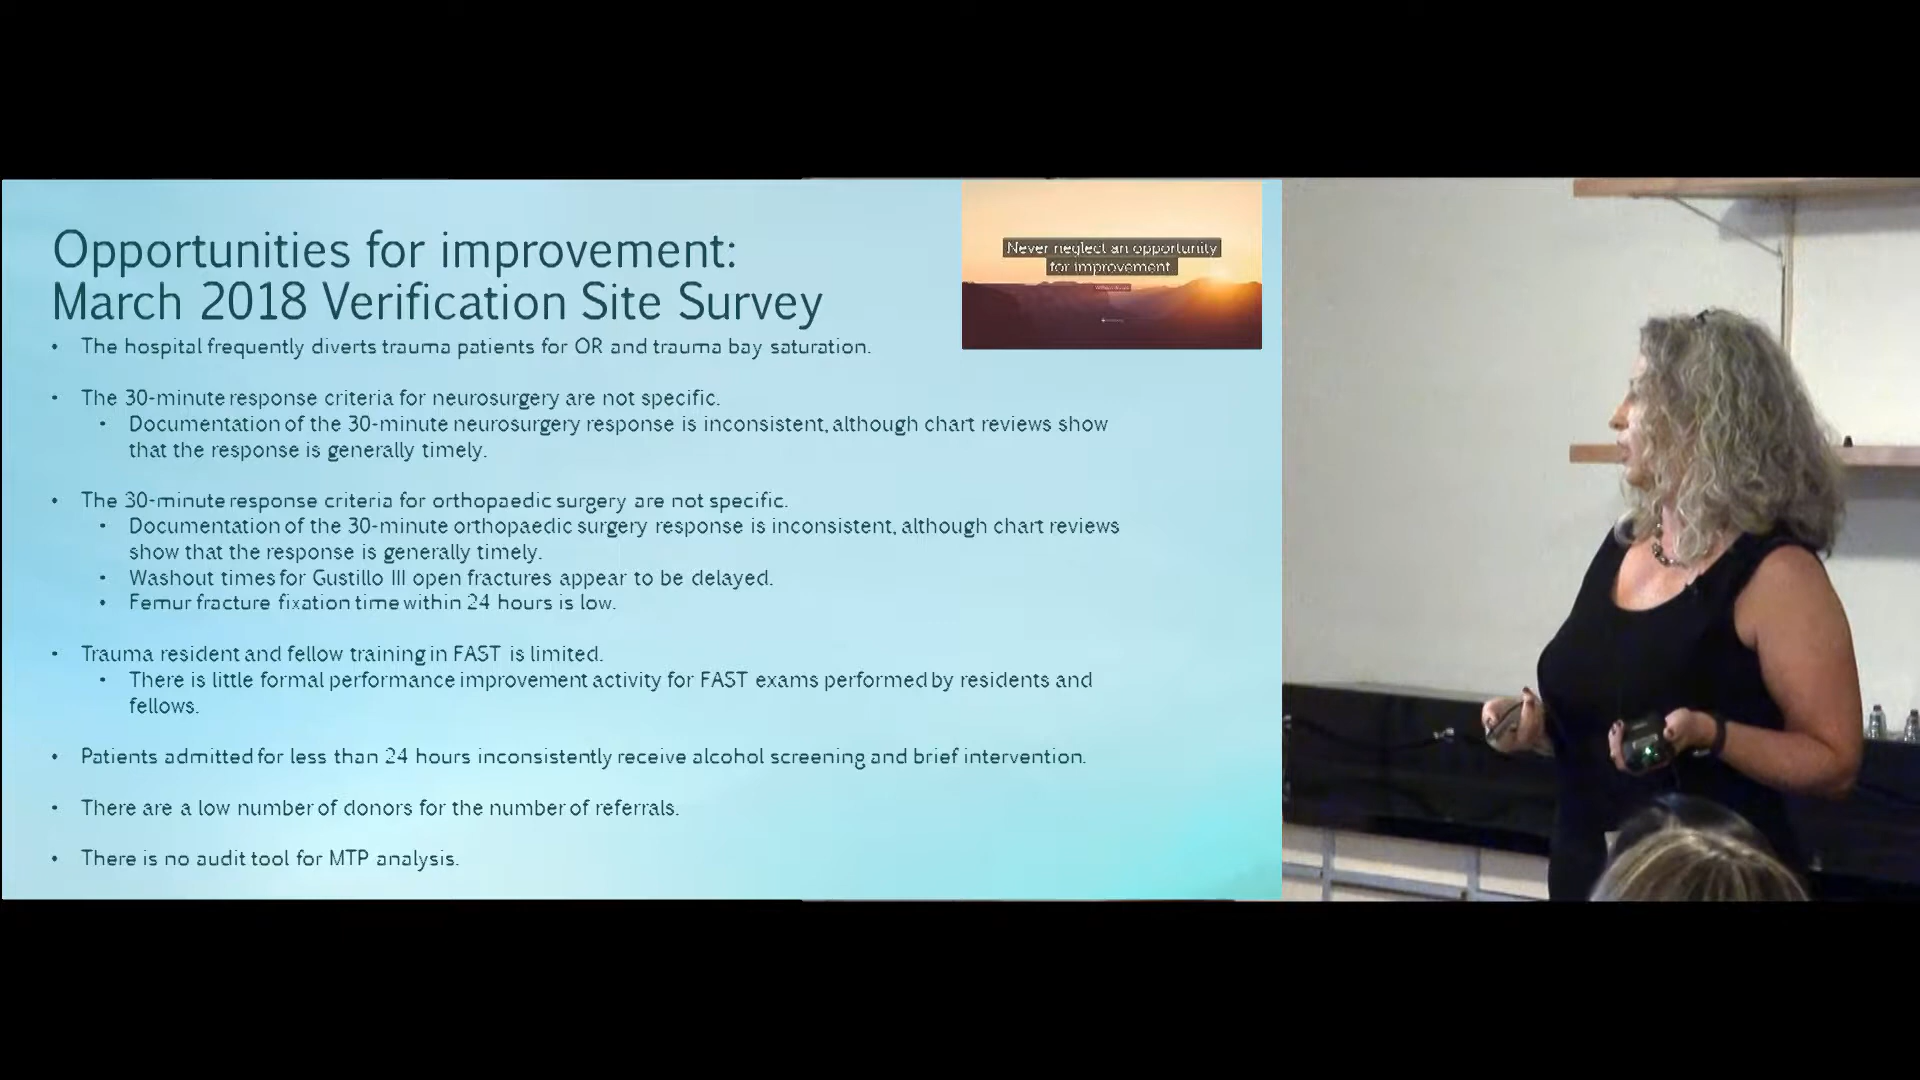 Opportunities for improvement:
March 2018 Verification Site Survey
Never neglect an opportunity
for improvement.
• The hospital frequently diverts trauma patients for OR and trauma bay saturation.
• The 30-minute response criteria for neurosurgery are not specific.
• Documentation of the 30-minute neurosurgery response is inconsistent, although chart reviews show
that the response is generally timely.
• The 30-minute response criteria for orthopaedic surgery are not specific.
• Documentation of the 30-minute orthopaedic surgery response is inconsistent, although chart reviews
show that the response is generally timely.
• Washout times for Gustillo III open fractures appear to be delayed.
• Femur fracture fixation time within 24 hours is low.
• Trauma resident and fellow training in FAST is limited.
• There is little formal performance improvement activity for FAST exams performed by residents and
fellows.
• Patients admitted for less than 24 hours inconsistently receive alcohol screening and brief intervention.
• There are a low number of donors for the number of referrals.
• There is no audit tool for MTP analysis.